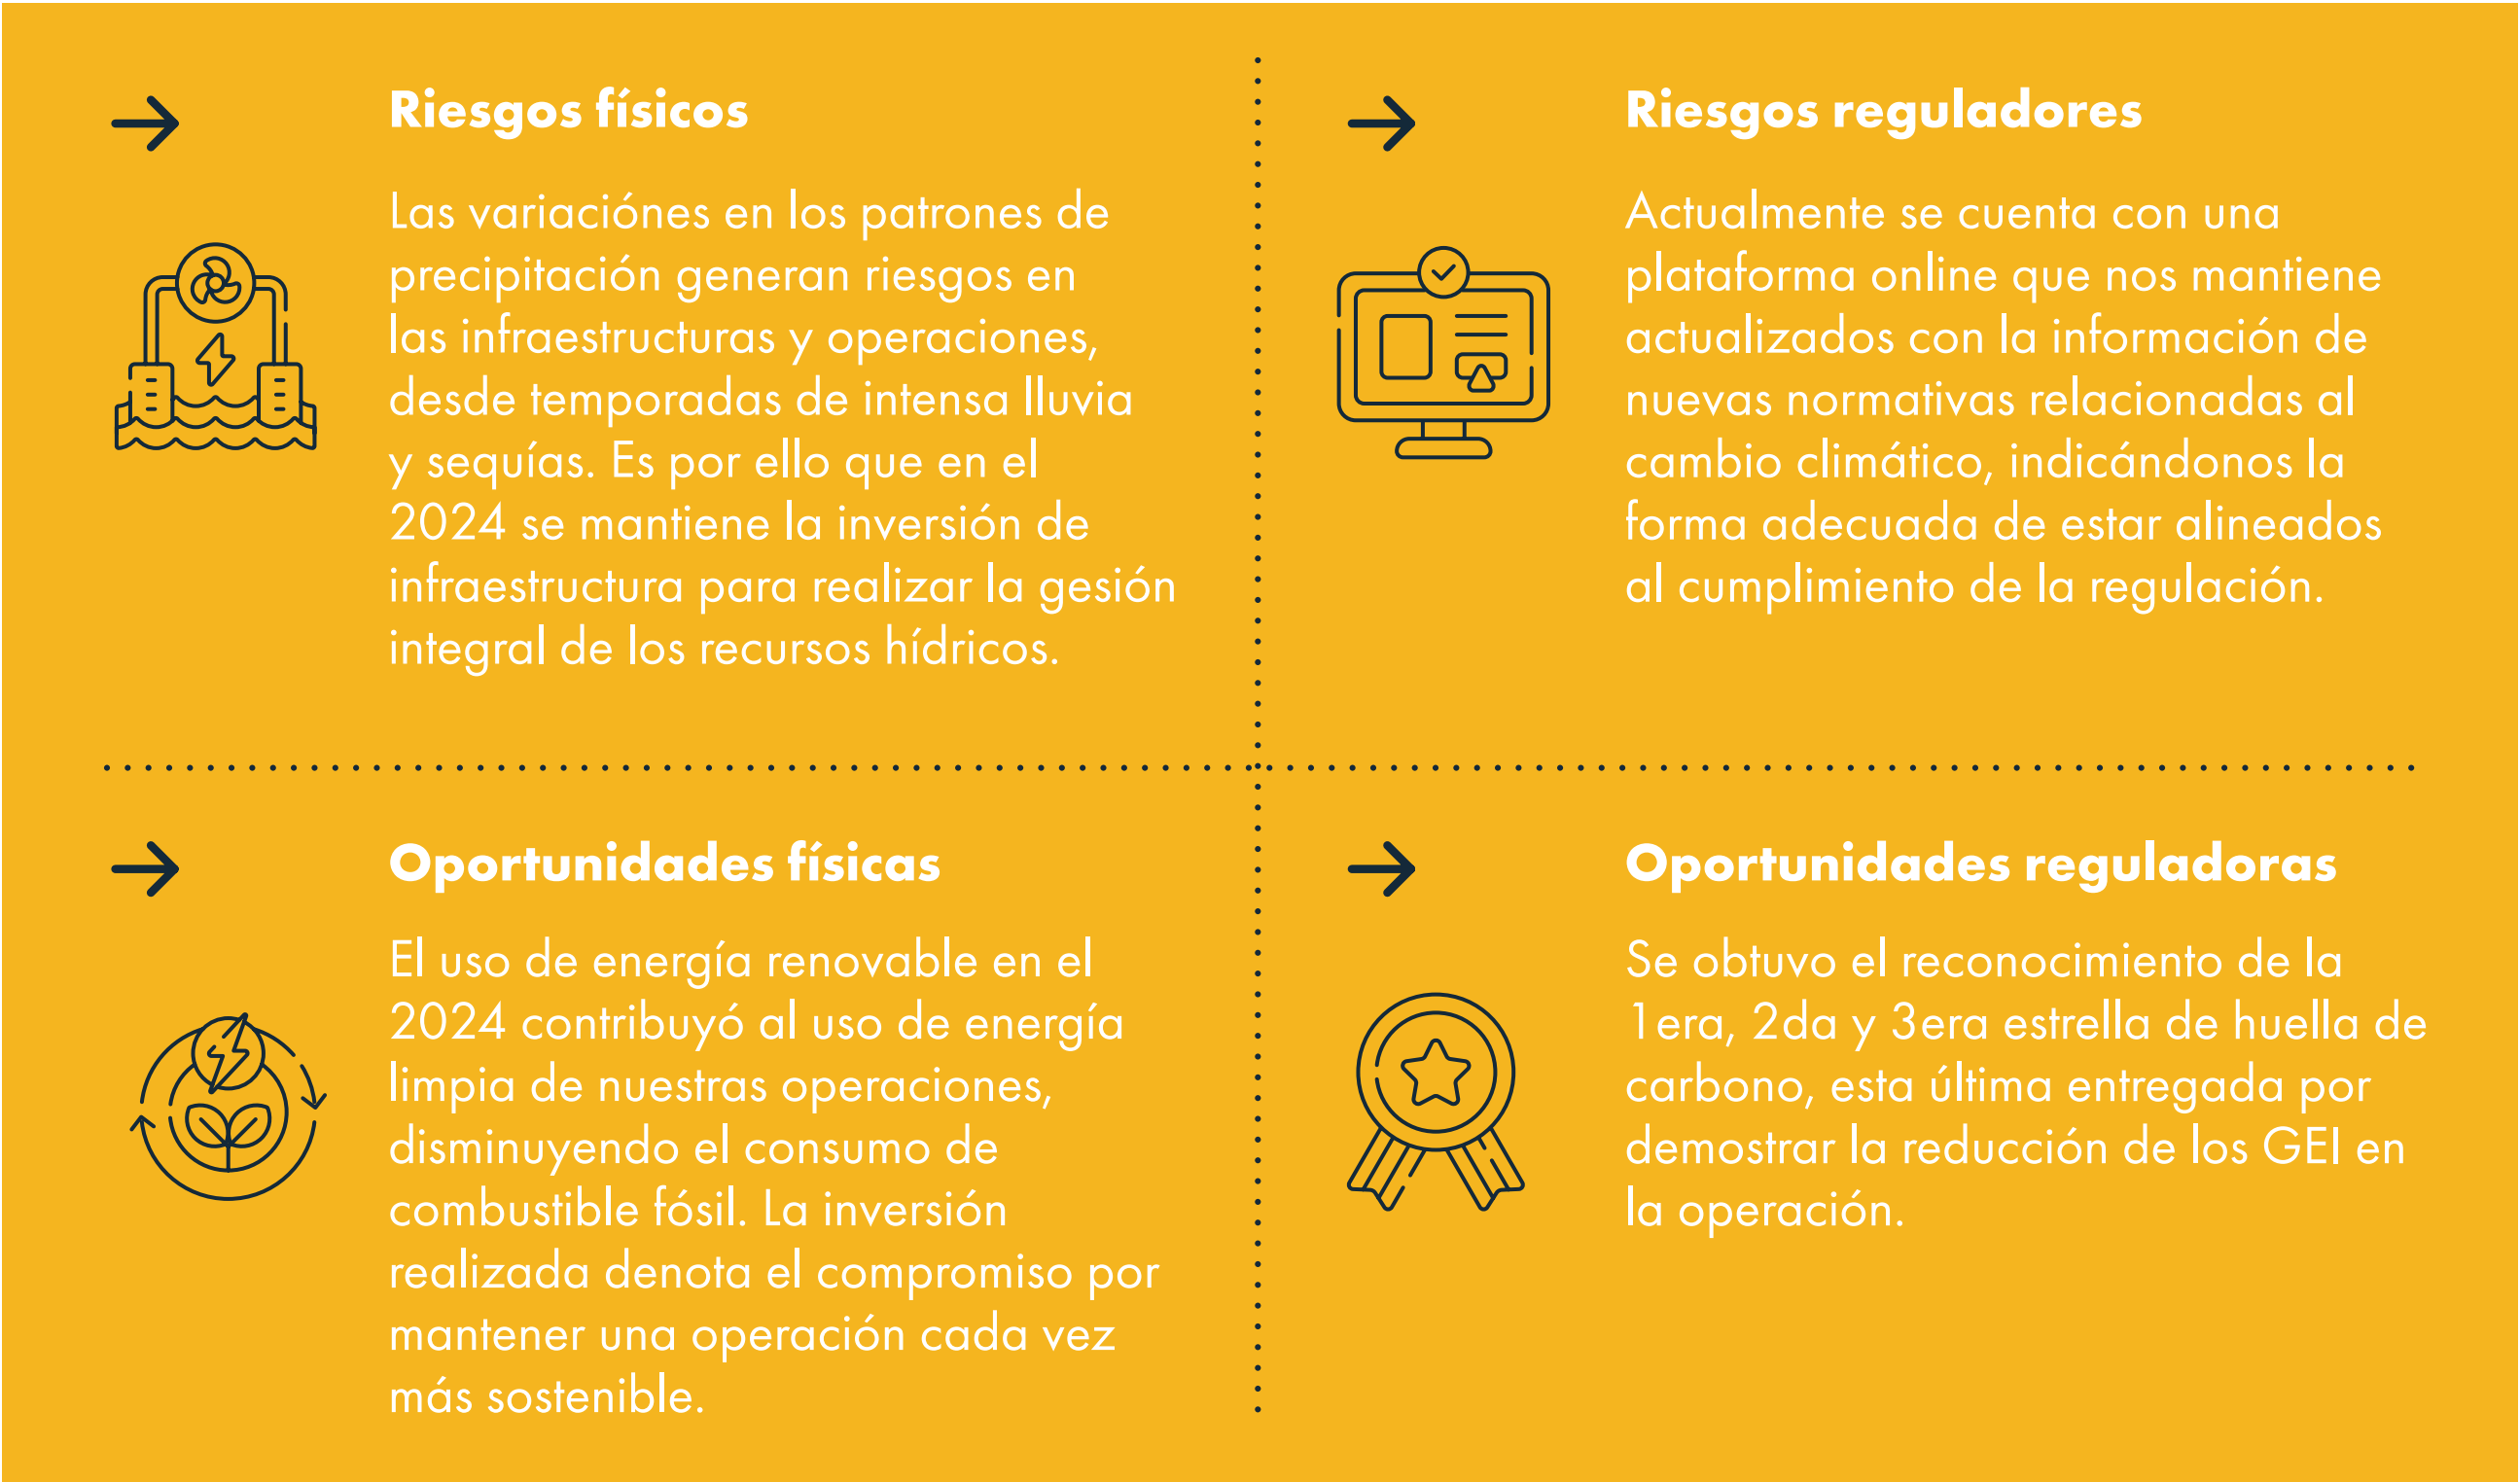 Riesgos físicos
Las variaciónes en los patrones de
precipitación generan riesgos en
las infraestructuras y operaciones,
desde temporadas de intensa lluvia
y sequías. Es por ello que en el
2024 se mantiene la inversión de
infraestructura para realizar la gesión
integral de los recursos hídricos.
Riesgos reguladores
Actualmente se cuenta con una
plataforma online que nos mantiene
actualizados con la información de
nuevas normativas relacionadas al
cambio climático, indicándonos la
forma adecuada de estar alineados
al cumplimiento de la regulación.
Oportunidades físicas
El uso de energía renovable en el
2024 contribuyó al uso de energía
limpia de nuestras operaciones,
disminuyendo el consumo de
combustible fósil. La inversión
realizada denota el compromiso por
mantener una operación cada vez
más sostenible.
Oportunidades reguladoras
Se obtuvo el reconocimiento de la
1era, 2da y 3era estrella de huella de
carbono, esta última entregada por
demostrar la reducción de los GEI en
la operación.